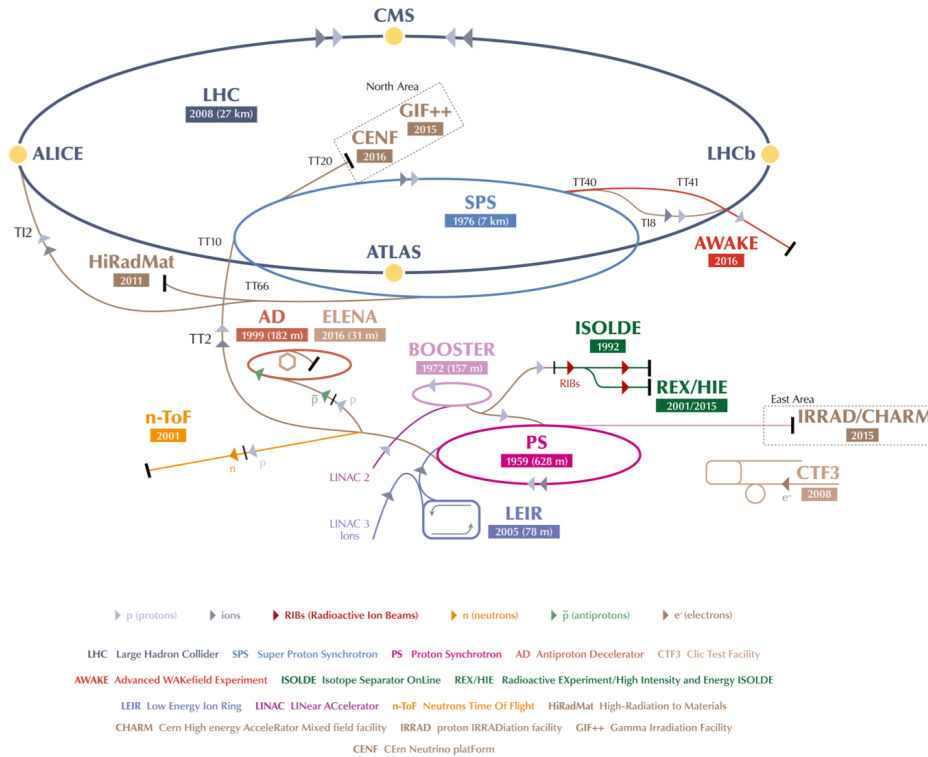 CMS
North Area
LHC
2008 (27 km)
GIF++
2015
CENF
2016
ALICE
LHCb
TT20
TT40
TT41
SPS
1976 (7 km)
TI2
TT10
TI8
ATLAS
AWAKE
2016
HiRadMat
2011
TT66
AD
1999 (182 m)
ELENA
2016 (31 m)
TT2
ISOLDE
1992
BOOSTER
1972 (157 m)
RIBs
REX/HIE
2001/2015
p̅
p
East Area
n-ToF
2001
IRRAD/CHARM
2015
PS
1959 (628 m)
n
p
LINAC 2
CTF3
2008
e-
LEIR
2005 (78 m)
LINAC 3
Ions
p (protons) ions RIBs (Radioactive Ion Beams) n (neutrons) p̅ (antiprotons) e- (electrons)
LHC Large Hadron Collider SPS Super Proton Synchrotron PS Proton Synchrotron AD Antiproton Decelerator CTF3 Clic Test Facility
AWAKE Advanced WAKefield Experiment ISOLDE Isotope Separator OnLine REX/HIE Radioactive EXperiment/High Intensity and Energy ISOLDE
LEIR Low Energy Ion Ring LINAC LINear ACcelerator n-ToF Neutrons Time Of Flight HiRadMat High-Radiation to Materials
CHARM Cern High energy AcceleRator Mixed field facility IRRAD proton IRRADiation facility GIF++ Gamma Irradiation Facility
CENF CErn Neutrino platForm